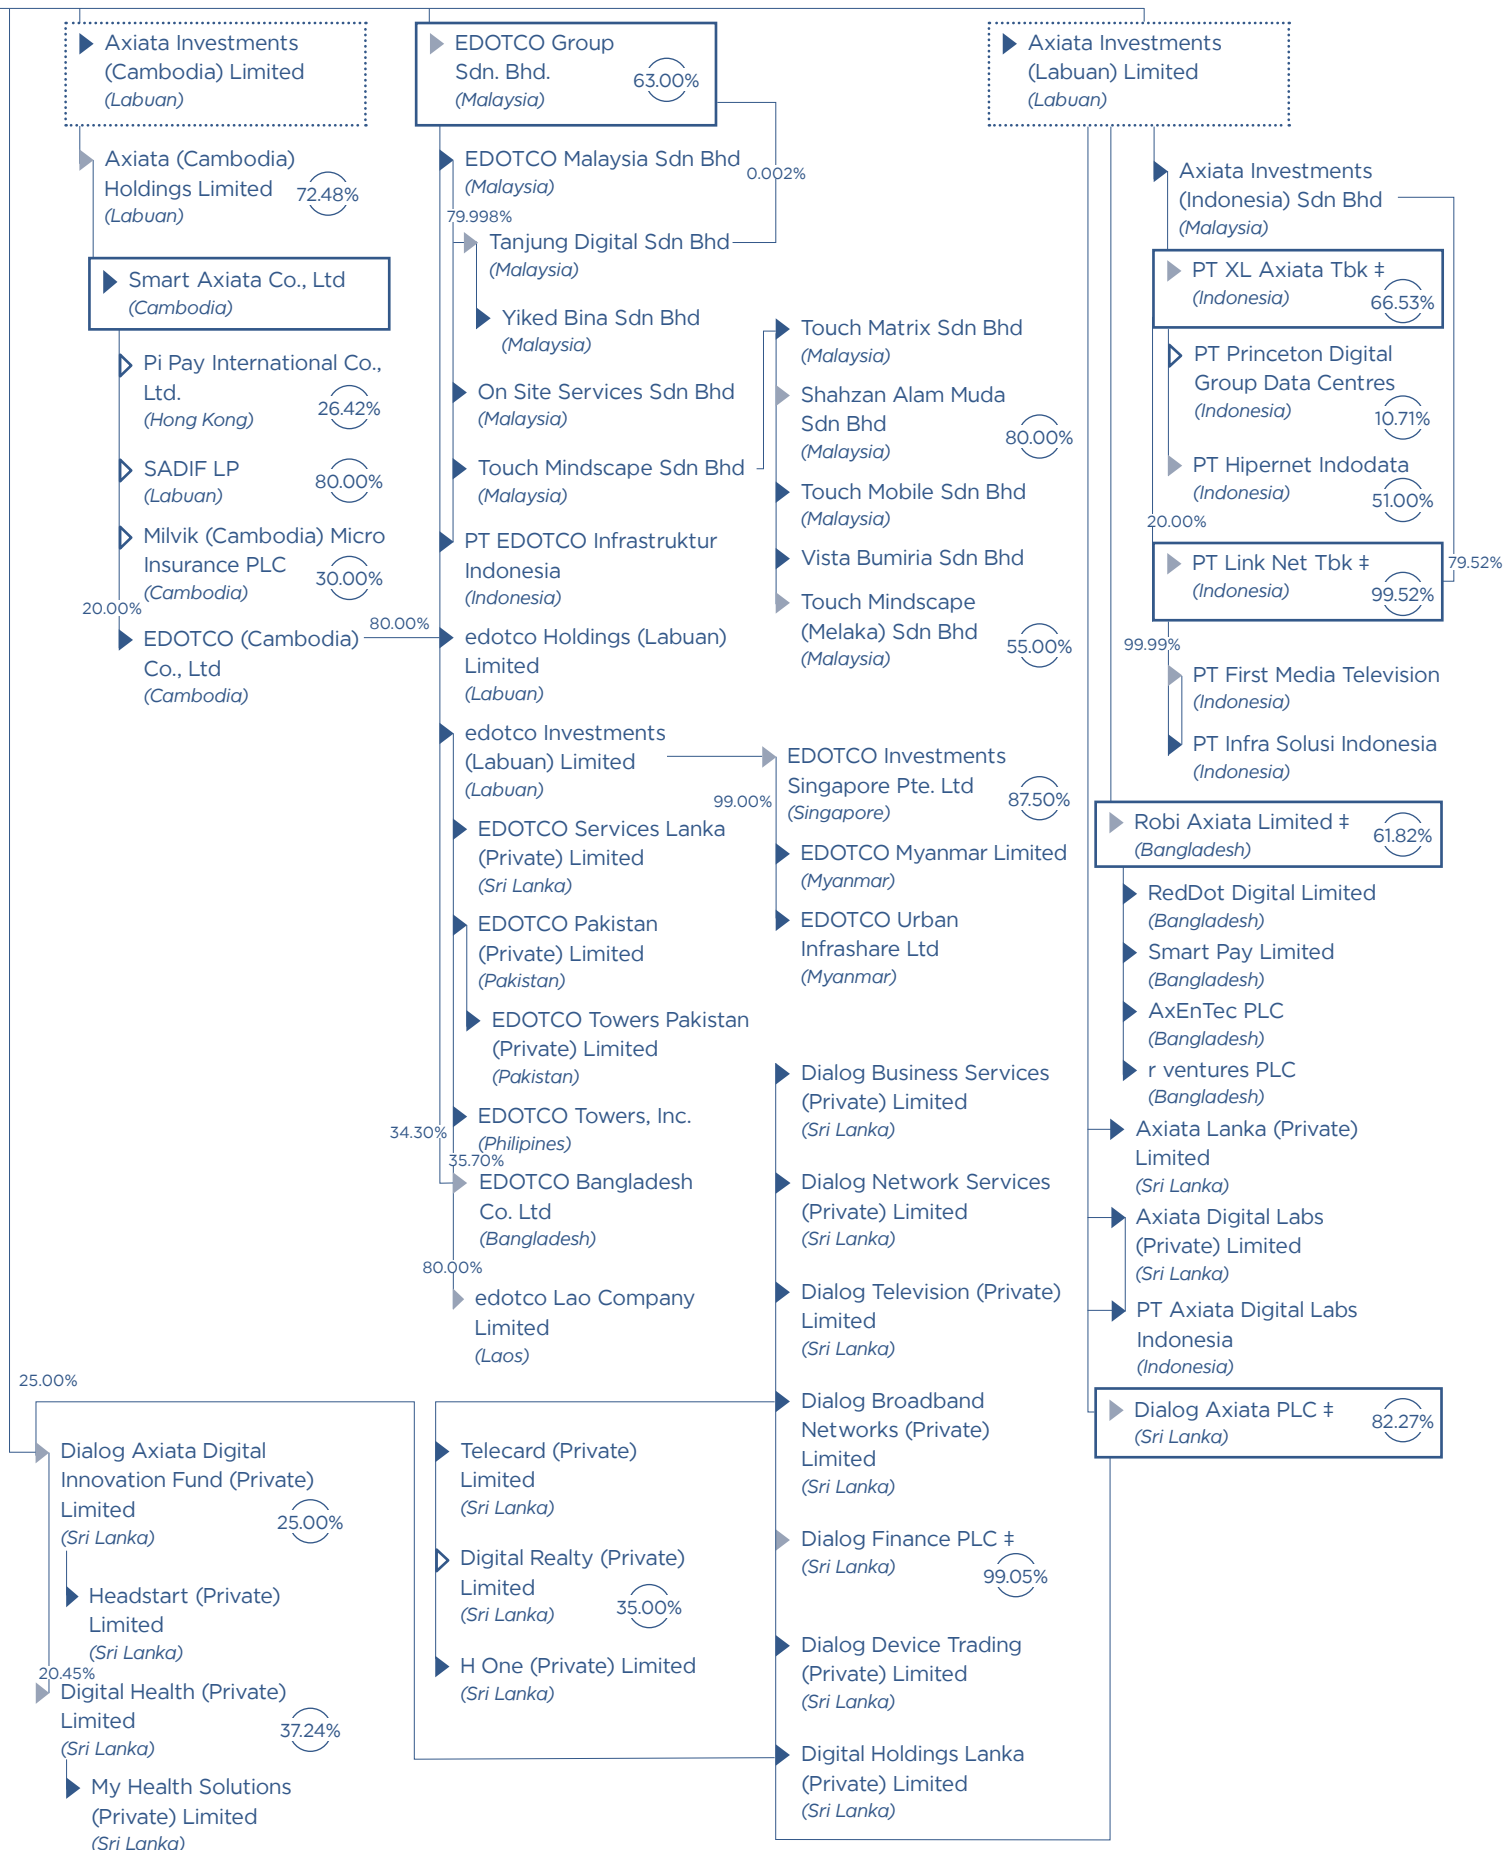 Axiata Investments
(Cambodia) Limited
(Labuan)
Axiata (Cambodia)
Holdings Limited
72.48%
(Labuan)
Smart Axiata Co., Ltd
(Cambodia)
Pi Pay International Co.,
Ltd.
26.42%
(Hong Kong)
SADIF LP
80.00%
(Labuan)
Milvik (Cambodia) Micro
Insurance PLC
30.00%
(Cambodia)
20.00%
EDOTCO (Cambodia)
Co., Ltd
(Cambodia)
80.00%
EDOTCO Group
Sdn. Bhd.
63.00%
(Malaysia)
EDOTCO Malaysia Sdn Bhd
(Malaysia)
0.002%
79.998%
Tanjung Digital Sdn Bhd
(Malaysia)
Yiked Bina Sdn Bhd
(Malaysia)
On Site Services Sdn Bhd
(Malaysia)
Touch Mindscape Sdn Bhd
(Malaysia)
PT EDOTCO Infrastruktur
Indonesia
(Indonesia)
edotco Holdings (Labuan)
Limited
(Labuan)
edotco Investments
(Labuan) Limited
(Labuan)
EDOTCO Services Lanka
(Private) Limited
(Sri Lanka)
EDOTCO Pakistan
(Private) Limited
(Pakistan)
EDOTCO Towers Pakistan
(Private) Limited
(Pakistan)
EDOTCO Towers, Inc.
(Philipines)
34.30%
35.70%
EDOTCO Bangladesh
Co. Ltd
(Bangladesh)
80.00%
edotco Lao Company
Limited
(Laos)
Touch Matrix Sdn Bhd
(Malaysia)
Shahzan Alam Muda
Sdn Bhd
80.00%
(Malaysia)
Touch Mobile Sdn Bhd
(Malaysia)
Vista Bumiria Sdn Bhd
Touch Mindscape
(Melaka) Sdn Bhd
55.00%
(Malaysia)
EDOTCO Investments
Singapore Pte. Ltd
87.50%
(Singapore)
99.00%
EDOTCO Myanmar Limited
(Myanmar)
EDOTCO Urban
Infrashare Ltd
(Myanmar)
Axiata Investments
(Labuan) Limited
(Labuan)
Axiata Investments
(Indonesia) Sdn Bhd
(Malaysia)
PT XL Axiata Tbk ‡
(Indonesia)
66.53%
PT Princeton Digital
Group Data Centres
(Indonesia)
10.71%
PT Hipernet Indodata
(Indonesia)
51.00%
20.00%
PT Link Net Tbk ‡
79.52%
(Indonesia)
99.52%
99.99%
PT First Media Television
(Indonesia)
PT Infra Solusi Indonesia
(Indonesia)
Robi Axiata Limited ‡
61.82%
(Bangladesh)
RedDot Digital Limited
(Bangladesh)
Smart Pay Limited
(Bangladesh)
AxEnTec PLC
(Bangladesh)
r ventures PLC
(Bangladesh)
Axiata Lanka (Private)
Limited
(Sri Lanka)
Axiata Digital Labs
(Private) Limited
(Sri Lanka)
PT Axiata Digital Labs
Indonesia
(Indonesia)
Dialog Axiata PLC ‡
82.27%
(Sri Lanka)
Dialog Business Services
(Private) Limited
(Sri Lanka)
Dialog Network Services
(Private) Limited
(Sri Lanka)
Dialog Television (Private)
Limited
(Sri Lanka)
Dialog Broadband
Networks (Private)
Limited
(Sri Lanka)
Dialog Finance PLC ‡
(Sri Lanka)
99.05%
Dialog Device Trading
(Private) Limited
(Sri Lanka)
Digital Holdings Lanka
(Private) Limited
(Sri Lanka)
Telecard (Private)
Limited
(Sri Lanka)
Digital Realty (Private)
Limited
35.00%
(Sri Lanka)
H One (Private) Limited
(Sri Lanka)
25.00%
Dialog Axiata Digital
Innovation Fund (Private)
Limited
25.00%
(Sri Lanka)
Headstart (Private)
Limited
(Sri Lanka)
20.45%
Digital Health (Private)
Limited
37.24%
(Sri Lanka)
My Health Solutions
(Private) Limited
(Sri Lanka)